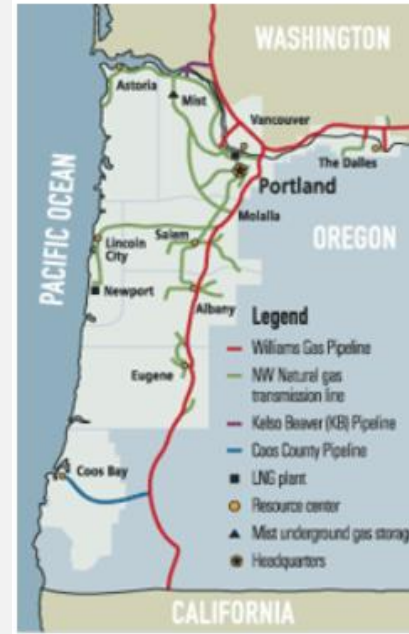 WASHINGTON
Astoria
Mist
Vancouver
The Dalles
Portland
Molalla
PACIFIC OCEAN
OREGON
Salem
Lincoln
City
Newport
Albany
Legend
Williams Gas Pipeline
NW Natural gas
transmission line
Eugene
Kelso Beaver (KB) Pipeline
Coos County Pipeline
LNG plant
Coos Bay
Resource center
Mist underground gas storag
Headquarters
CALIFORNIA